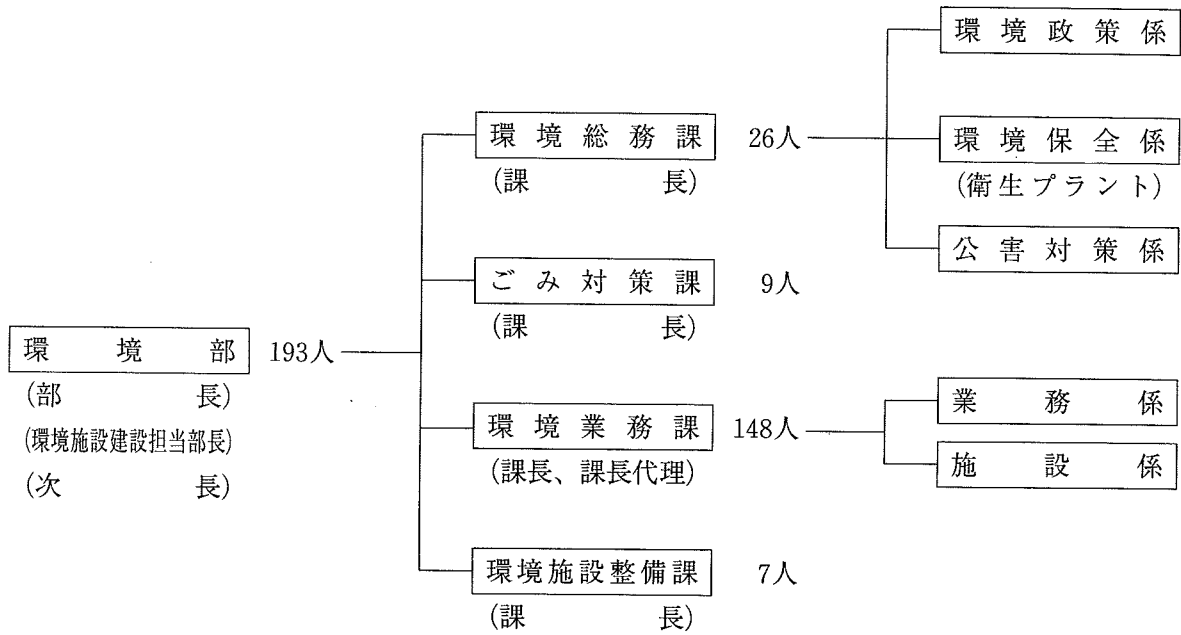 環境部 193人
(部長)
(環境施設建設担当部長)
(次長)
環境総務課 26人
(課長)
環境政策係
環境保全係
(衛生プラント)
公害対策係
ごみ対策課 9人
(課長)
環境業務課 148人
(課長、課長代理)
業務係
施設係
環境施設整備課 7人
(課長)